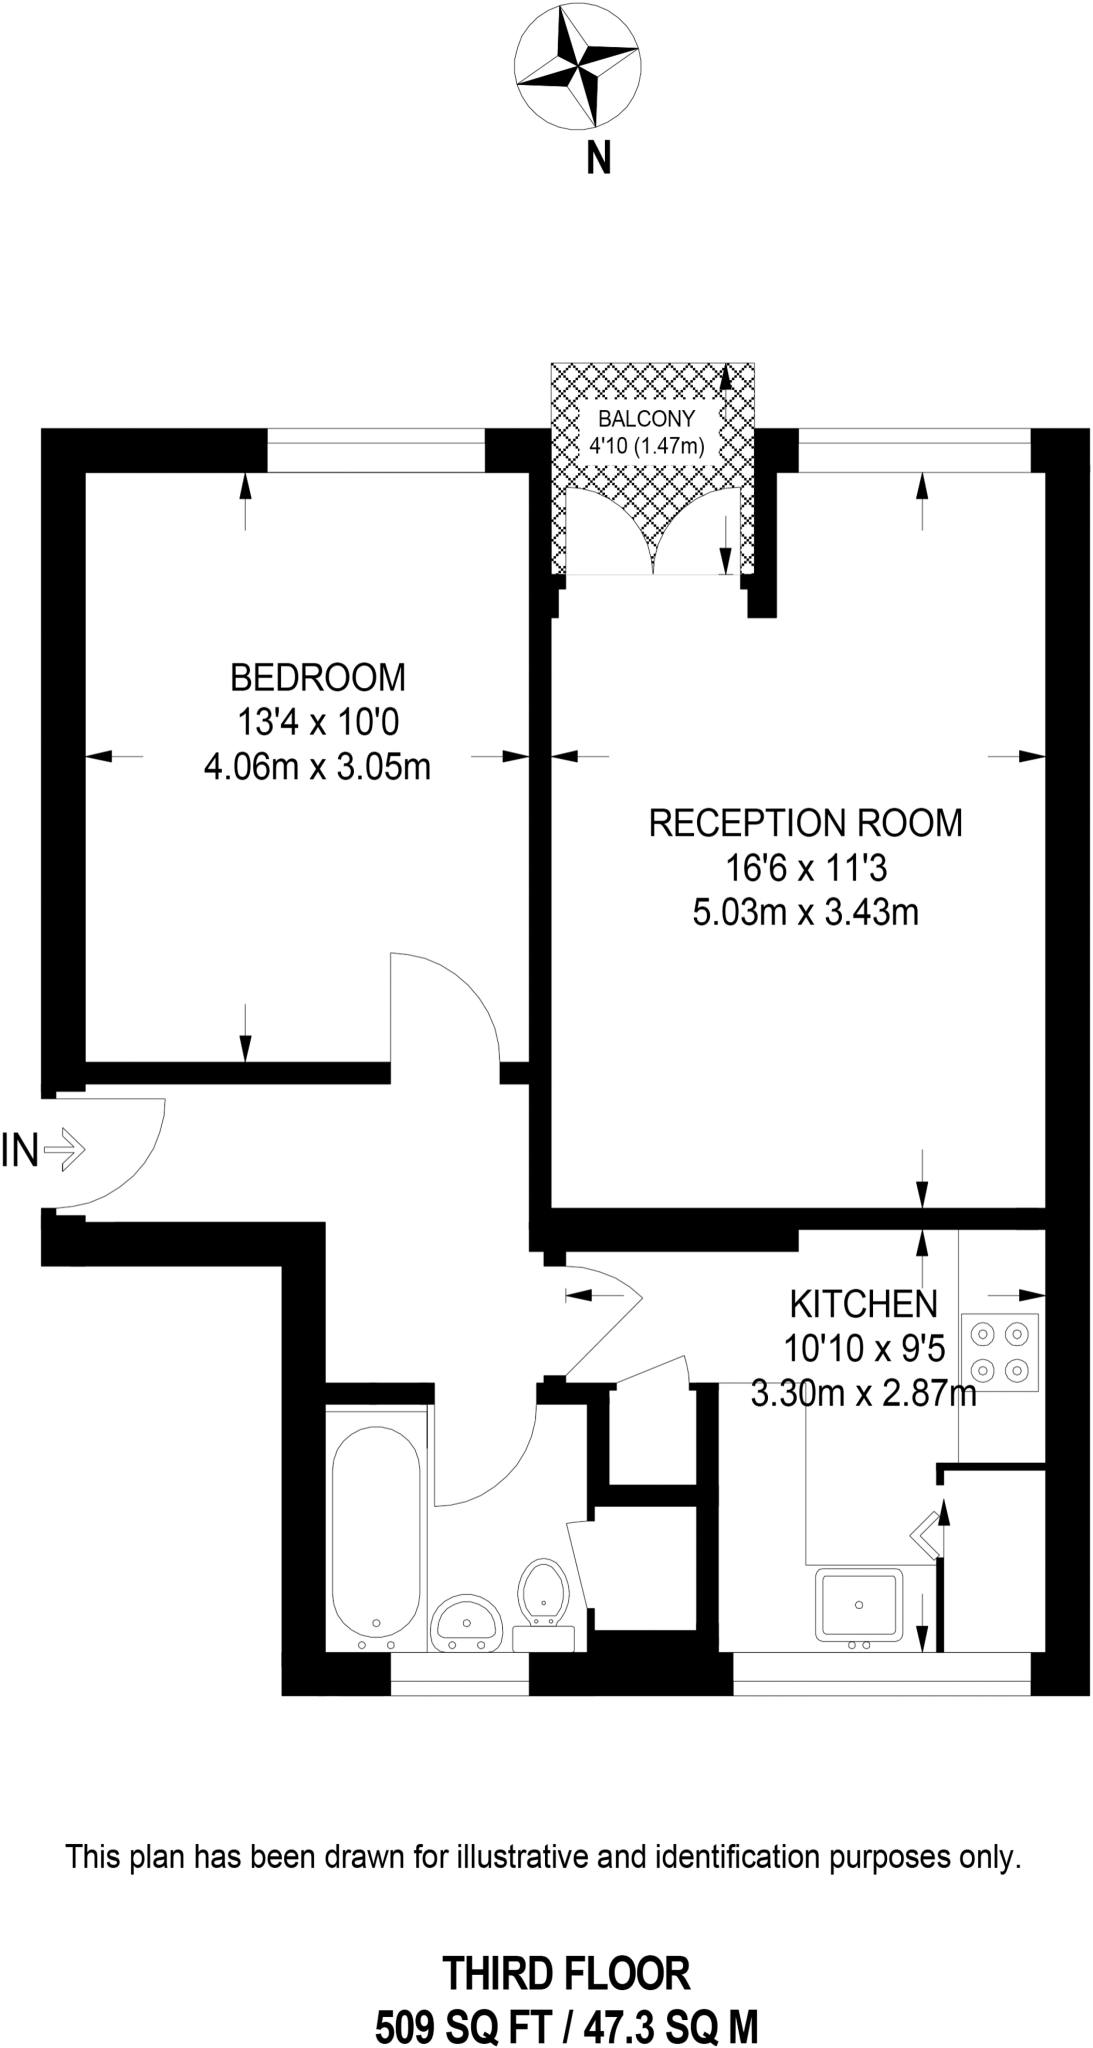 N
BALCONY
4'10 (1.47m)
BEDROOM
13'4 x 10'0
4.06m x 3.05m
RECEPTION ROOM
16'6 x 11'3
5.03m x 3.43m
IN
KITCHEN
10'10 x 9'5
3.30m x 2.87m
This plan has been drawn for illustrative and identification purposes only.
THIRD FLOOR
509 SQ FT / 47.3 SQ M